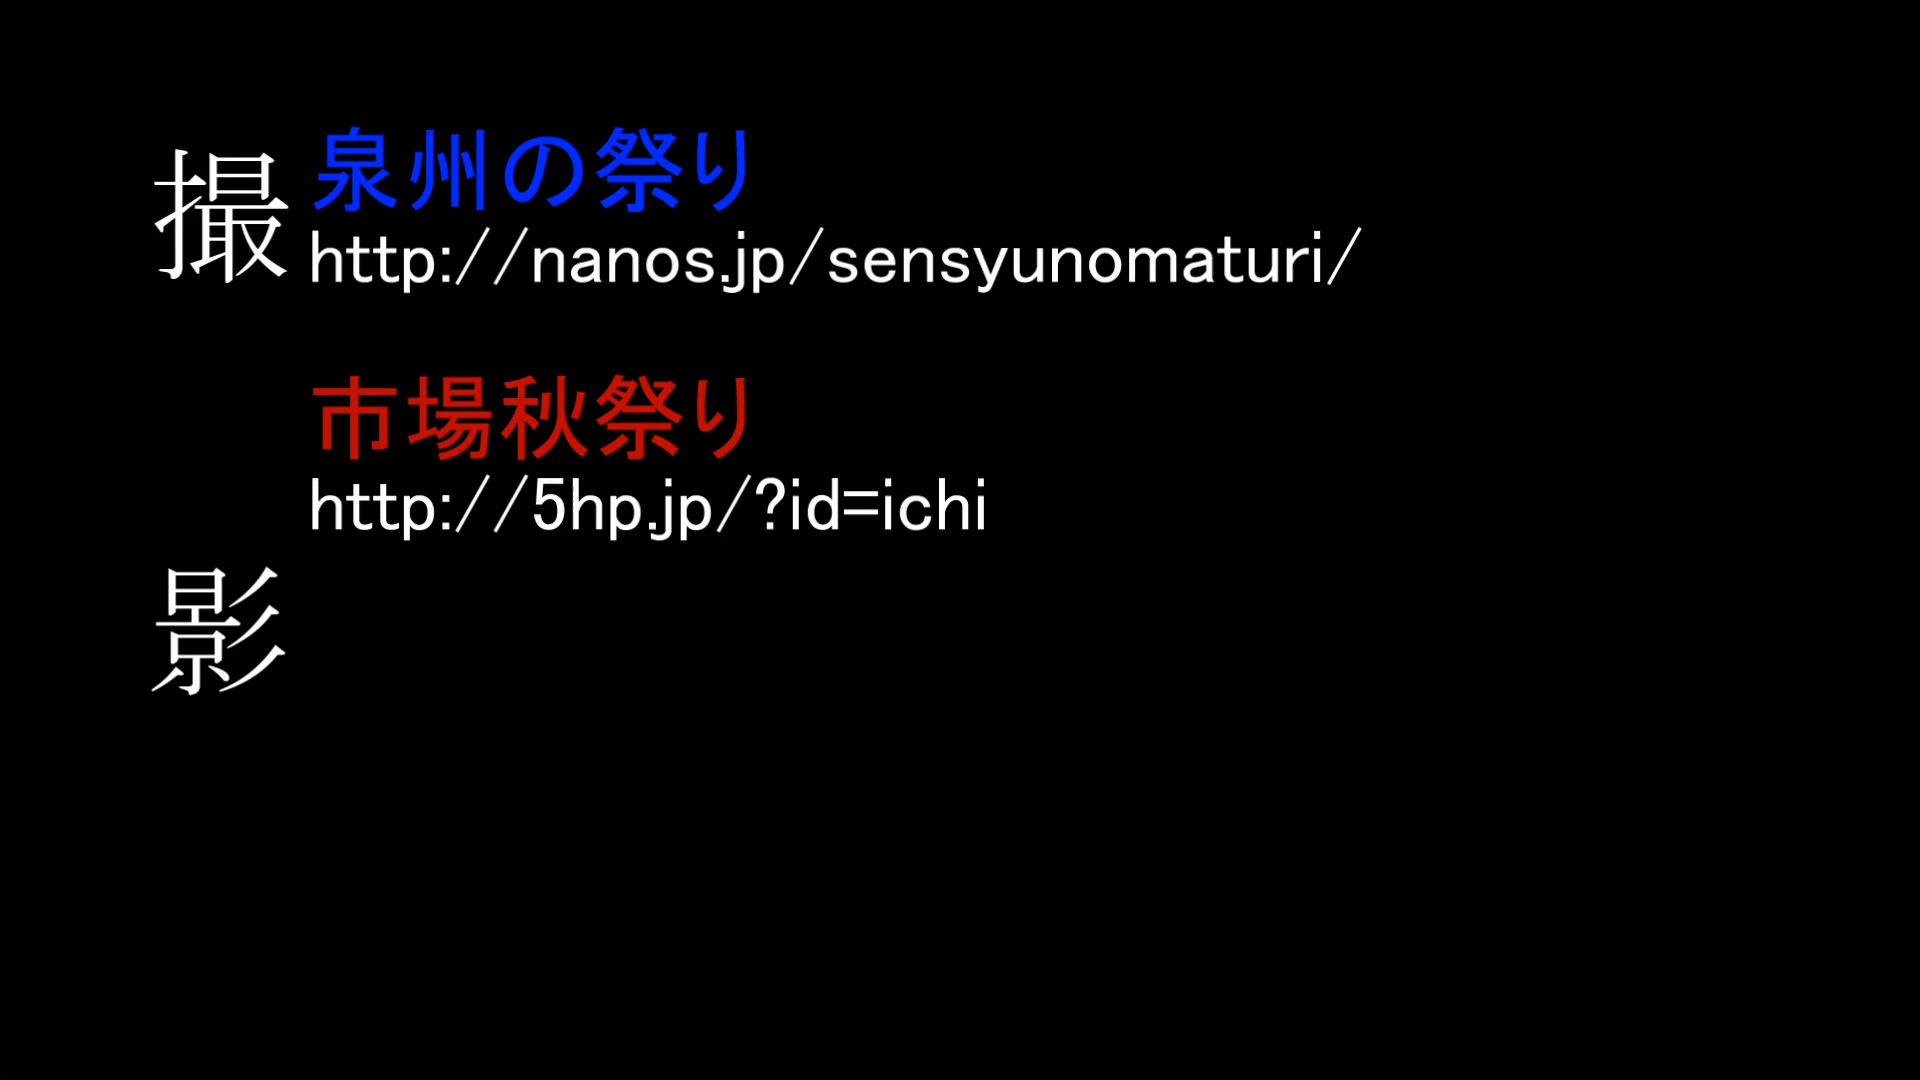 撮影
泉州の祭り
http://nanos.jp/sensyunomaturi/
市場秋祭り
http://5hp.jp/?id=ichi